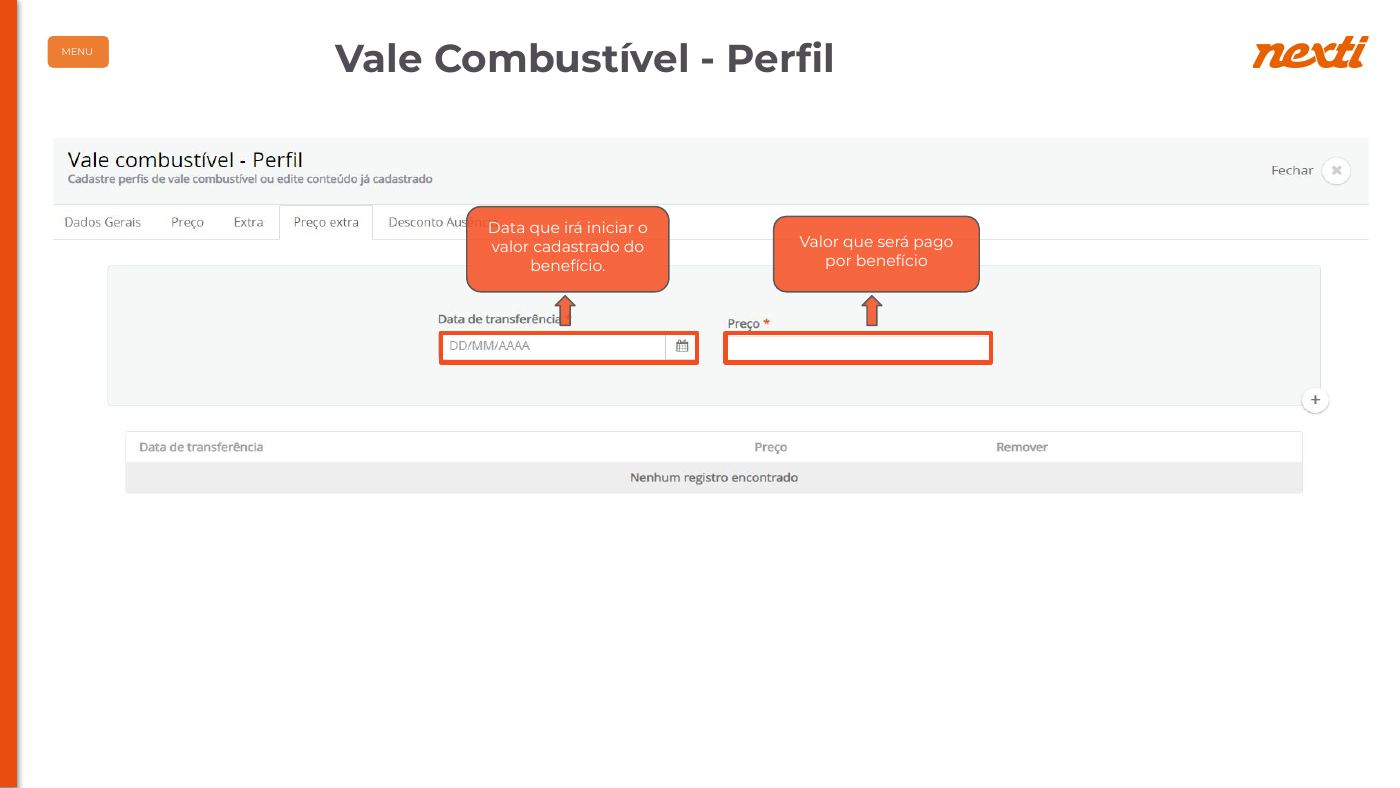 MENU
Vale Combustível - Perfil
nexti
Vale combustível - Perfil
Cadastre perfis de vale combustível ou edite conteúdo já cadastrado
Fechar
Dados Gerais Preço Extra Preço extra Desconto
Data que irá iniciar o
valor cadastrado do
benefício.
Valor que será pago
por benefício
Data de transferência *
Preço *
DD/MM/AAAA
+
Data de transferência Preço Remover
Nenhum registro encontrado